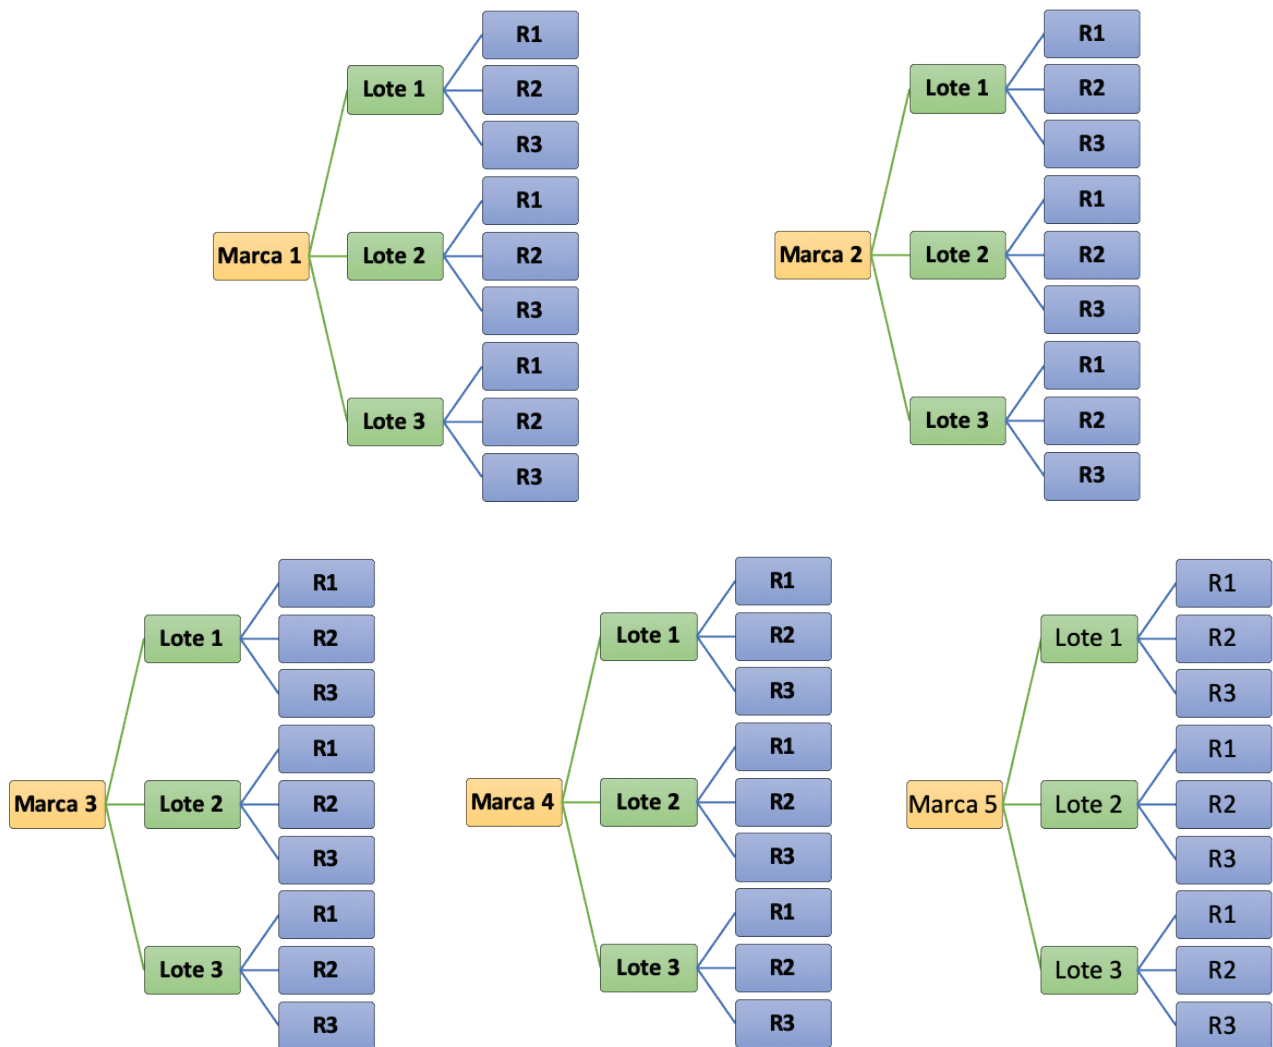 Marca 1
Lote 1
R1
R2
R3
Lote 2
R1
R2
R3
Lote 3
R1
R2
R3
Marca 2
Lote 1
R1
R2
R3
Lote 2
R1
R2
R3
Lote 3
R1
R2
R3
Marca 3
Lote 1
R1
R2
R3
Lote 2
R1
R2
R3
Lote 3
R1
R2
R3
Marca 4
Lote 1
R1
R2
R3
Lote 2
R1
R2
R3
Lote 3
R1
R2
R3
Marca 5
Lote 1
R1
R2
R3
Lote 2
R1
R2
R3
Lote 3
R1
R2
R3